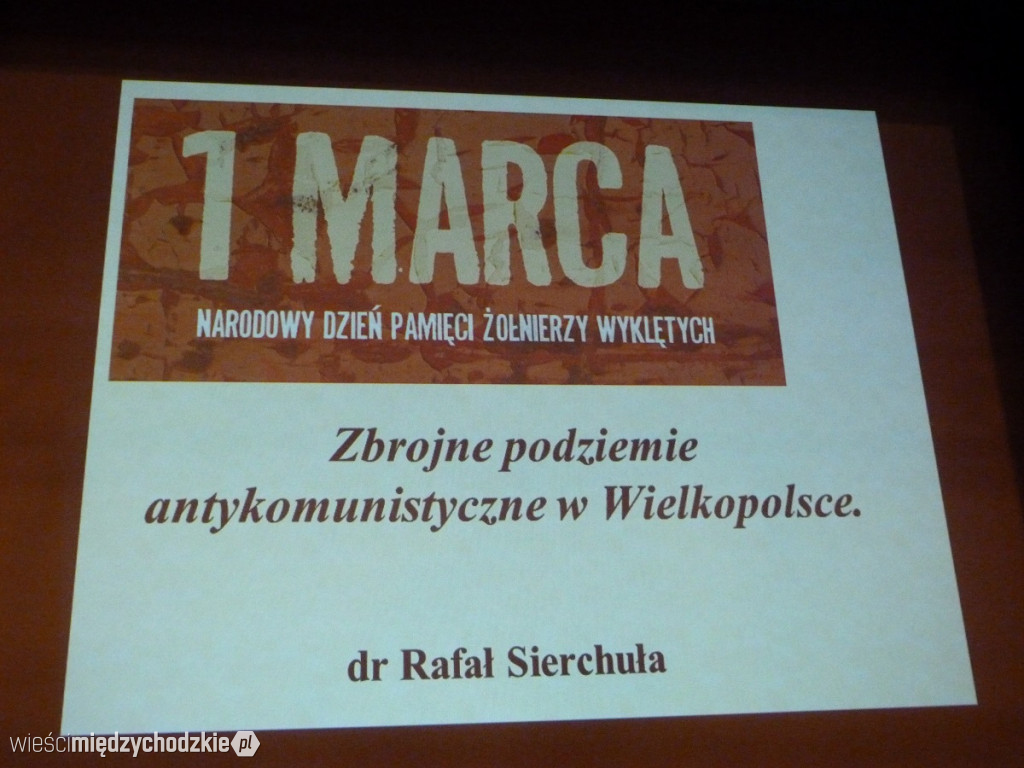 1 MARCA
NARODOWY DZIEŃ PAMIĘCI ŻOŁNIERZY WYKLĘTYCH
Zbrojne podziemie
antykomunistyczne w Wielkopolsce.
dr Rafał Sierchuła
wieścimiędzychodzkie.pl